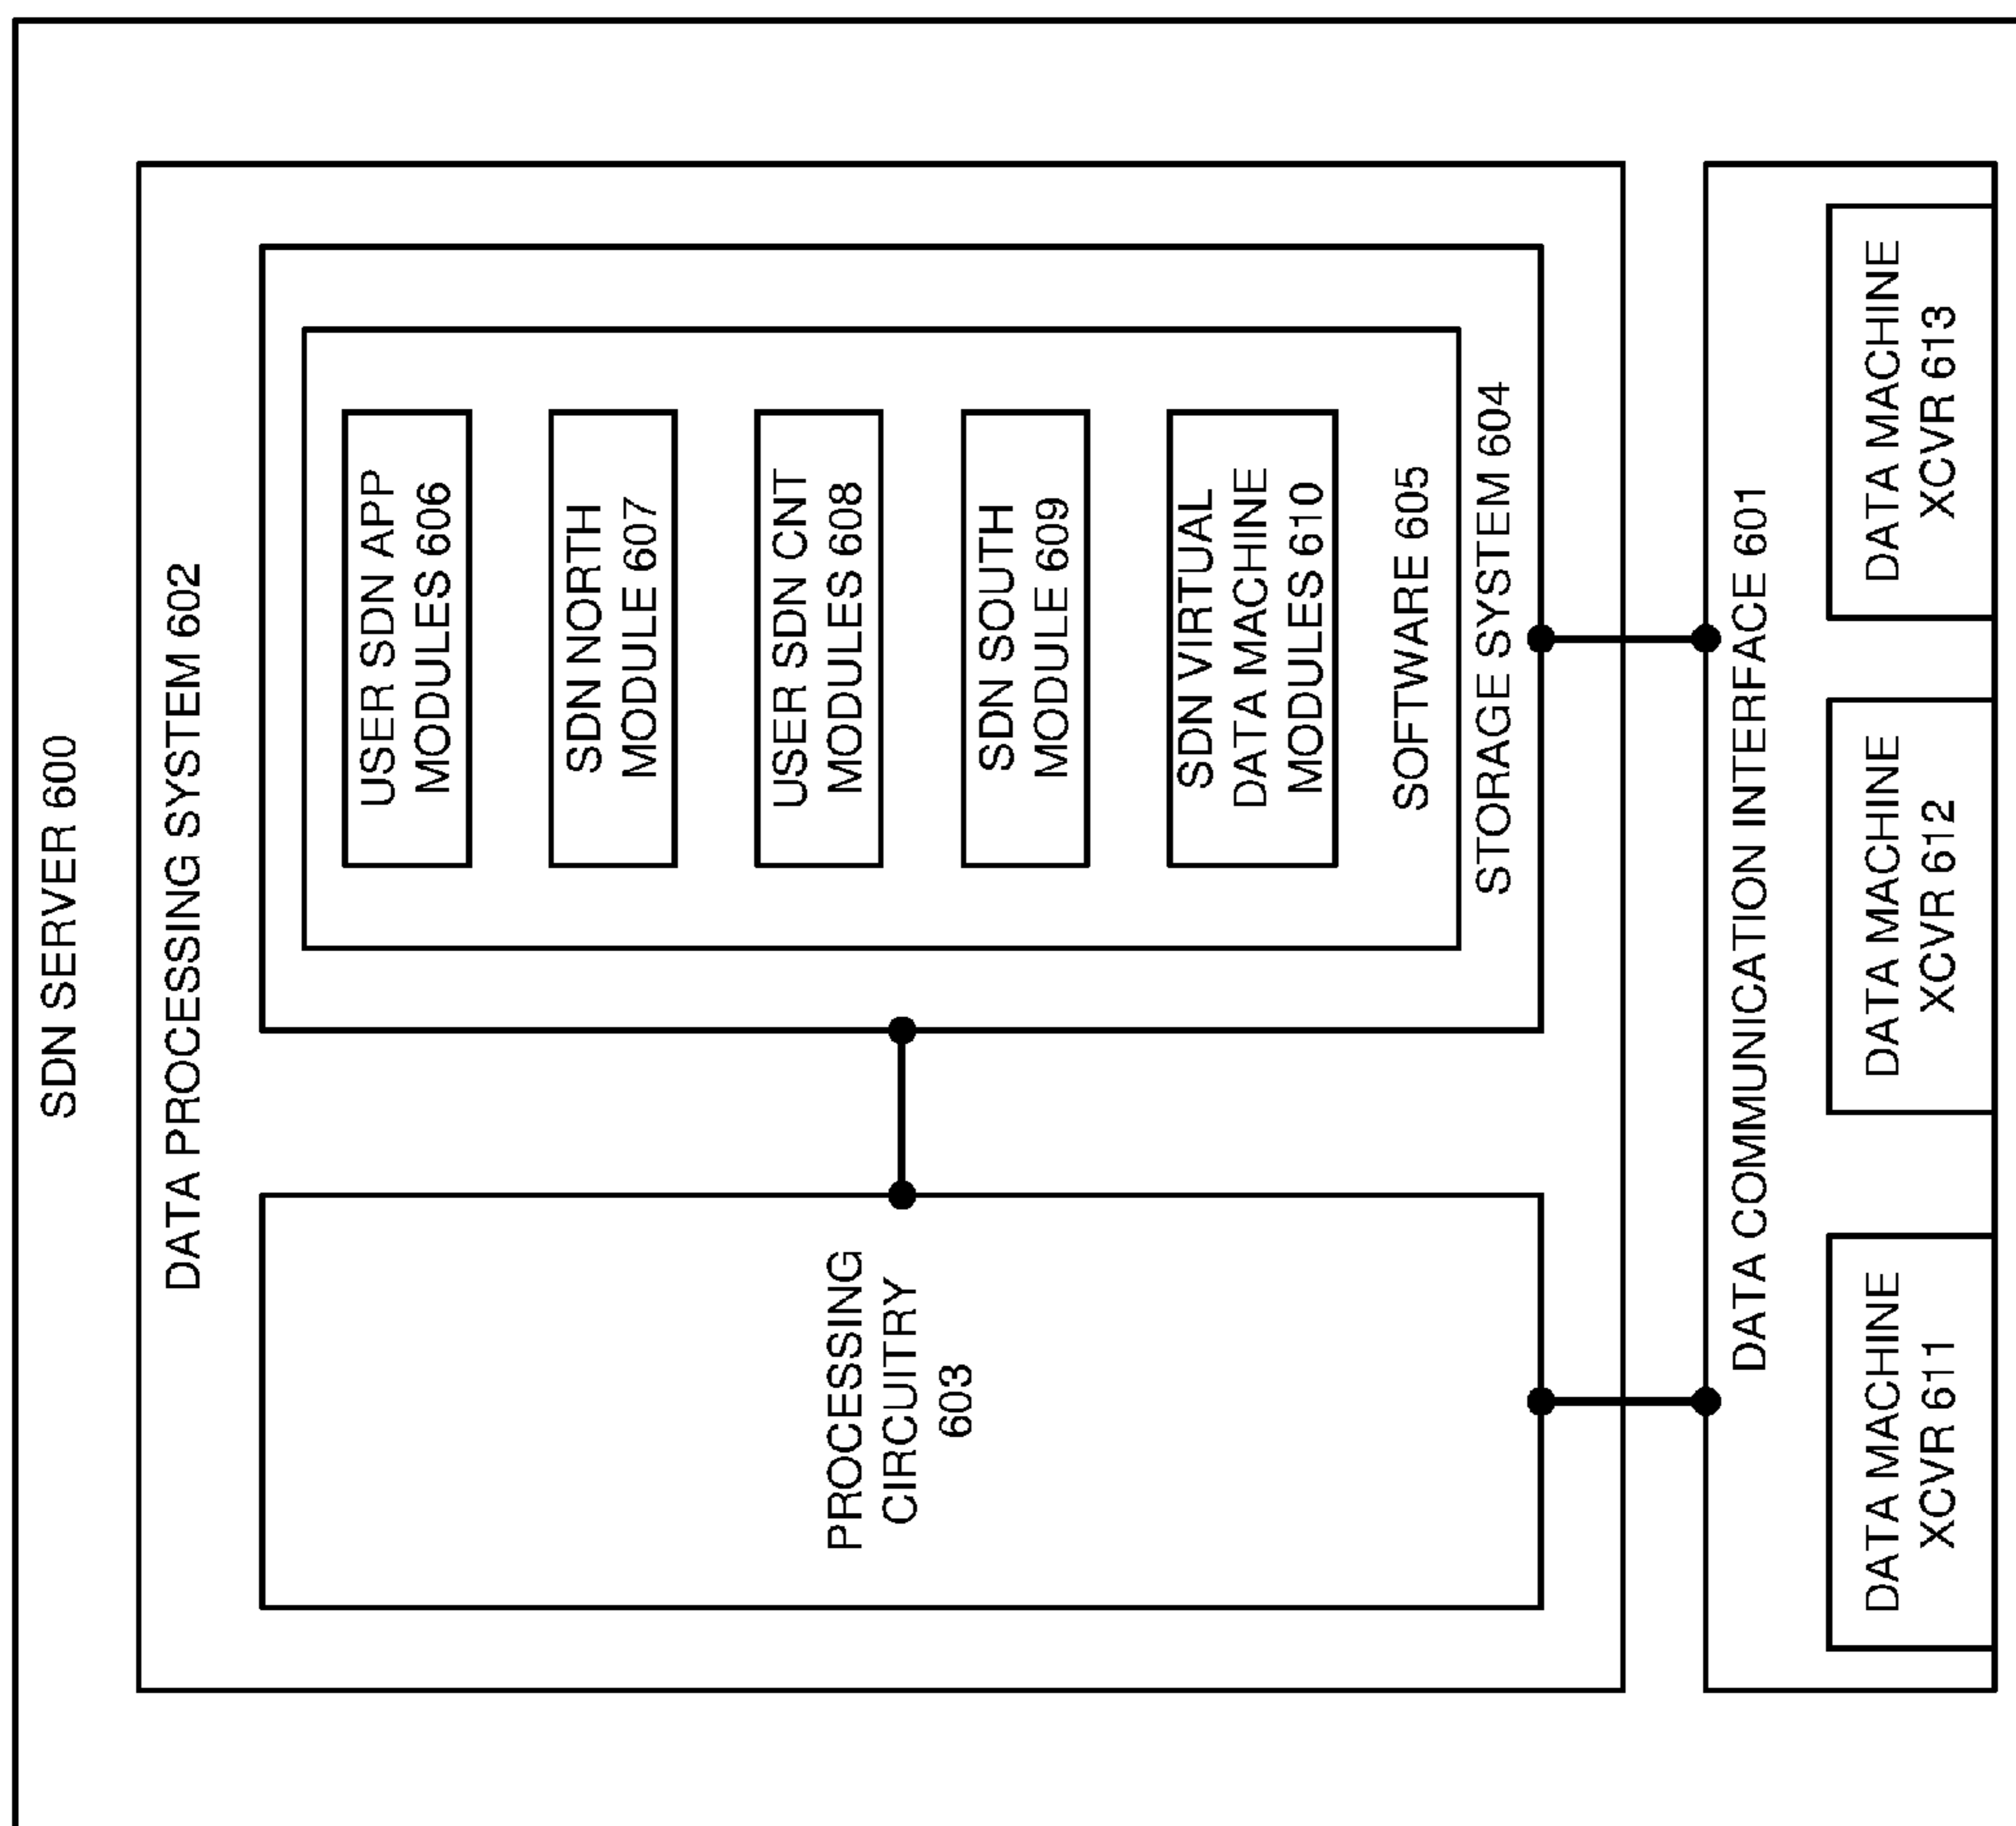 SDN SERVER 600
DATA PROCESSING SYSTEM 602
PROCESSING
CIRCUITRY
603
USER SDN APP
MODULES 606
SDN NORTH
MODULE 607
USER SDN CNT
MODULES 608
SDN SOUTH
MODULE 609
SDN VIRTUAL
DATA MACHINE
MODULES 610
SOFTWARE 605
STORAGE SYSTEM 604
DATA COMMUNICATION INTERFACE 601
DATA MACHINE
XCVR 611
DATA MACHINE
XCVR 612
DATA MACHINE
XCVR 613